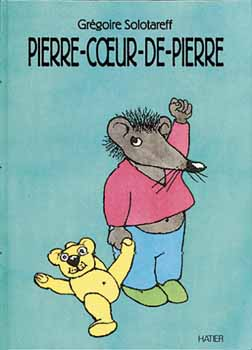 Grégoire Solotareff
PIERRE-CŒUR-DE-PIERRE
HATIER